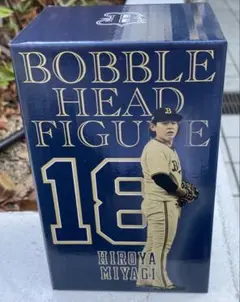 BOBBLE
HEAD
FIGURE
18
HIROYA
MIYAGI